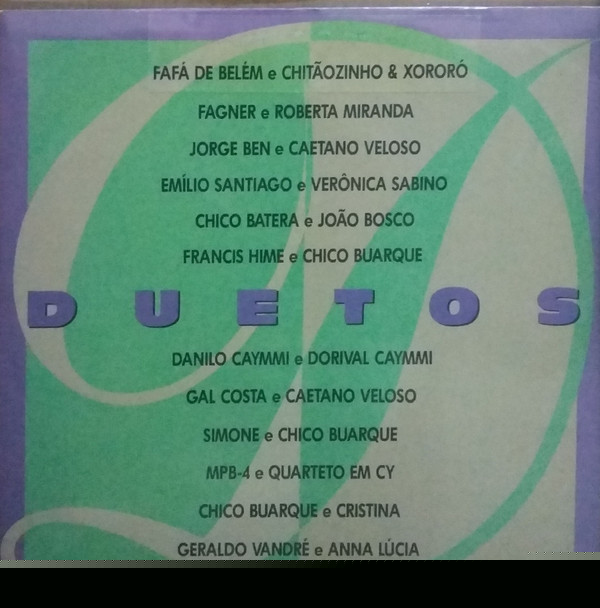 FAFÁ DE BELÉM e CHITÃOZINHO & XORORÓ
FAGNER e ROBERTA MIRANDA
JORGE BEN e CAETANO VELOSO
EMÍLIO SANTIAGO e VERÔNICA SABINO
CHICO BATERA e JOÃO BOSCO
FRANCIS HIME e CHICO BUARQUE
DUETOS
DANILO CAYMMI e DORIVAL CAYMMI
GAL COSTA e CAETANO VELOSO
SIMONE e CHICO BUARQUE
MPB-4 e QUARTETO EM CY
CHICO BUARQUE e CRISTINA
GERALDO VANDRÉ e ANNA LÚCIA